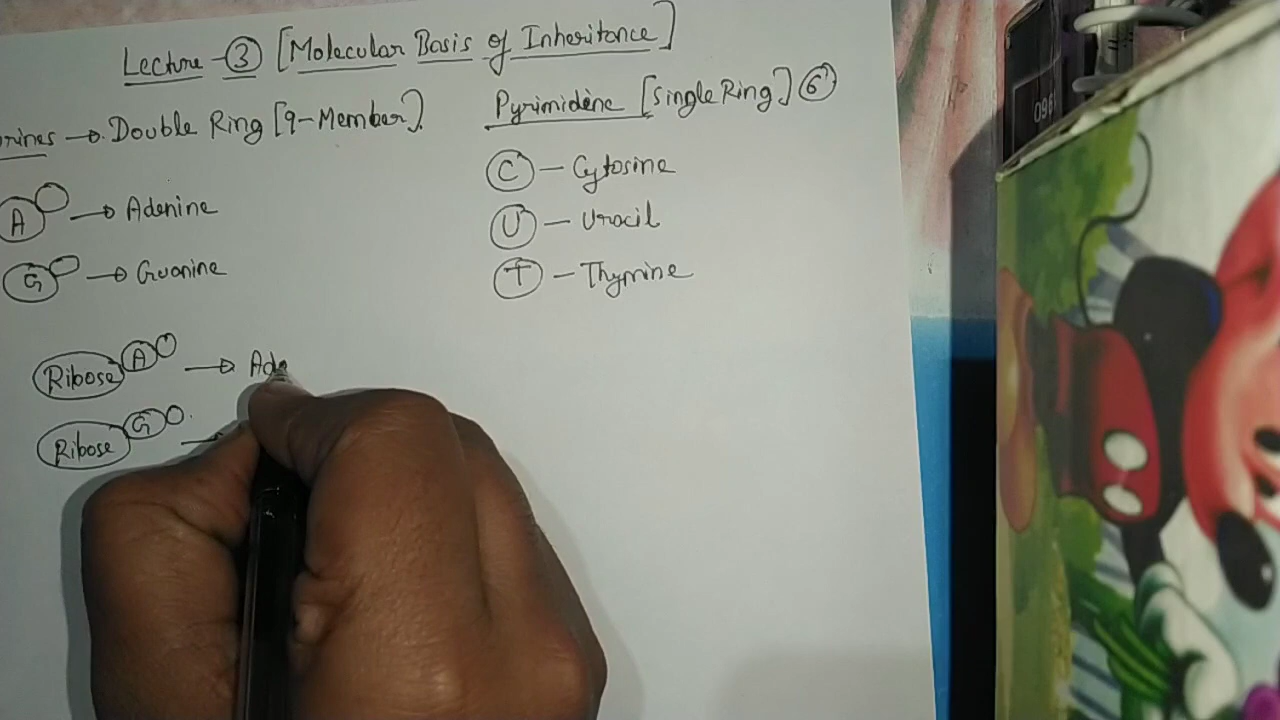 Lecture - 3 [Molecular Basis of Inheritance]
rines → Double Ring [9-Member].
Pyrimidine [Single Ring] 6
A → Adenine
G → Guanine
C - Cytosine
U - Uracil
T - Thymine
Ribose A → Ade
Ribose G